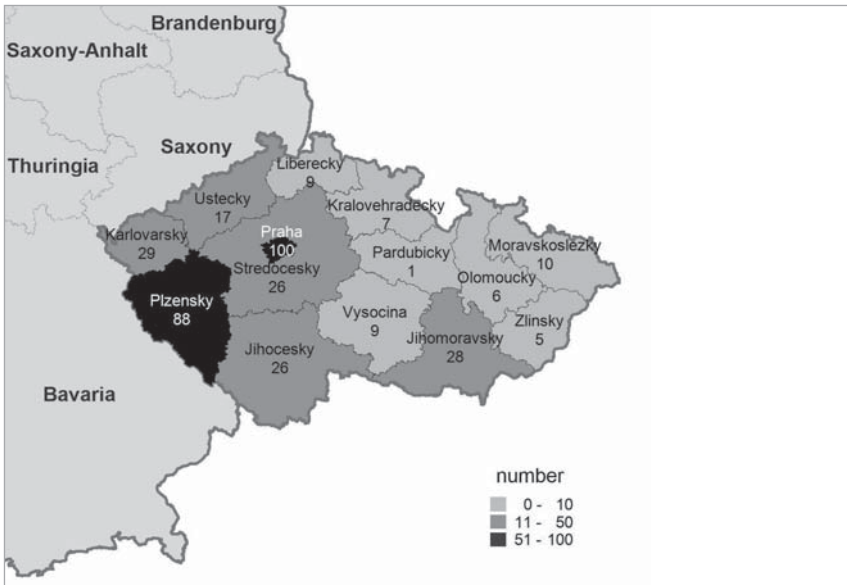 Brandenburg
Saxony-Anhalt
Saxony
Thuringia
Liberecky
9
Ustecky
17
Kralovehradecky
7
Karlovarsky
29
Praha
100
Stredocesky
26
Pardubicky
1
Moravskoslezky
10
Olomoucky
6
Plzensky
88
Vysocina
9
Zlinsky
5
Jihomoravsky
28
Jihocesky
26
Bavaria
number
0 - 10
11 - 50
51 - 100